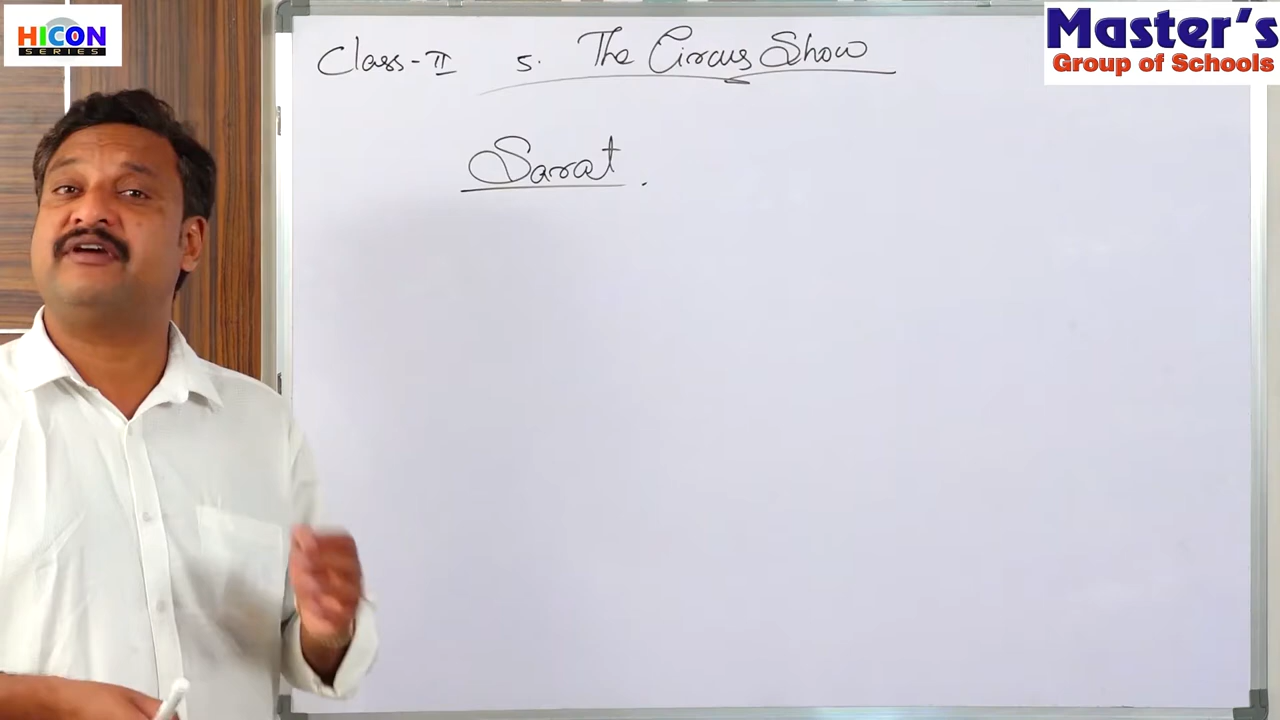 HICON
SERIES
Master's
Group of Schools
Class-II 5. The Circus Show
Sarat.